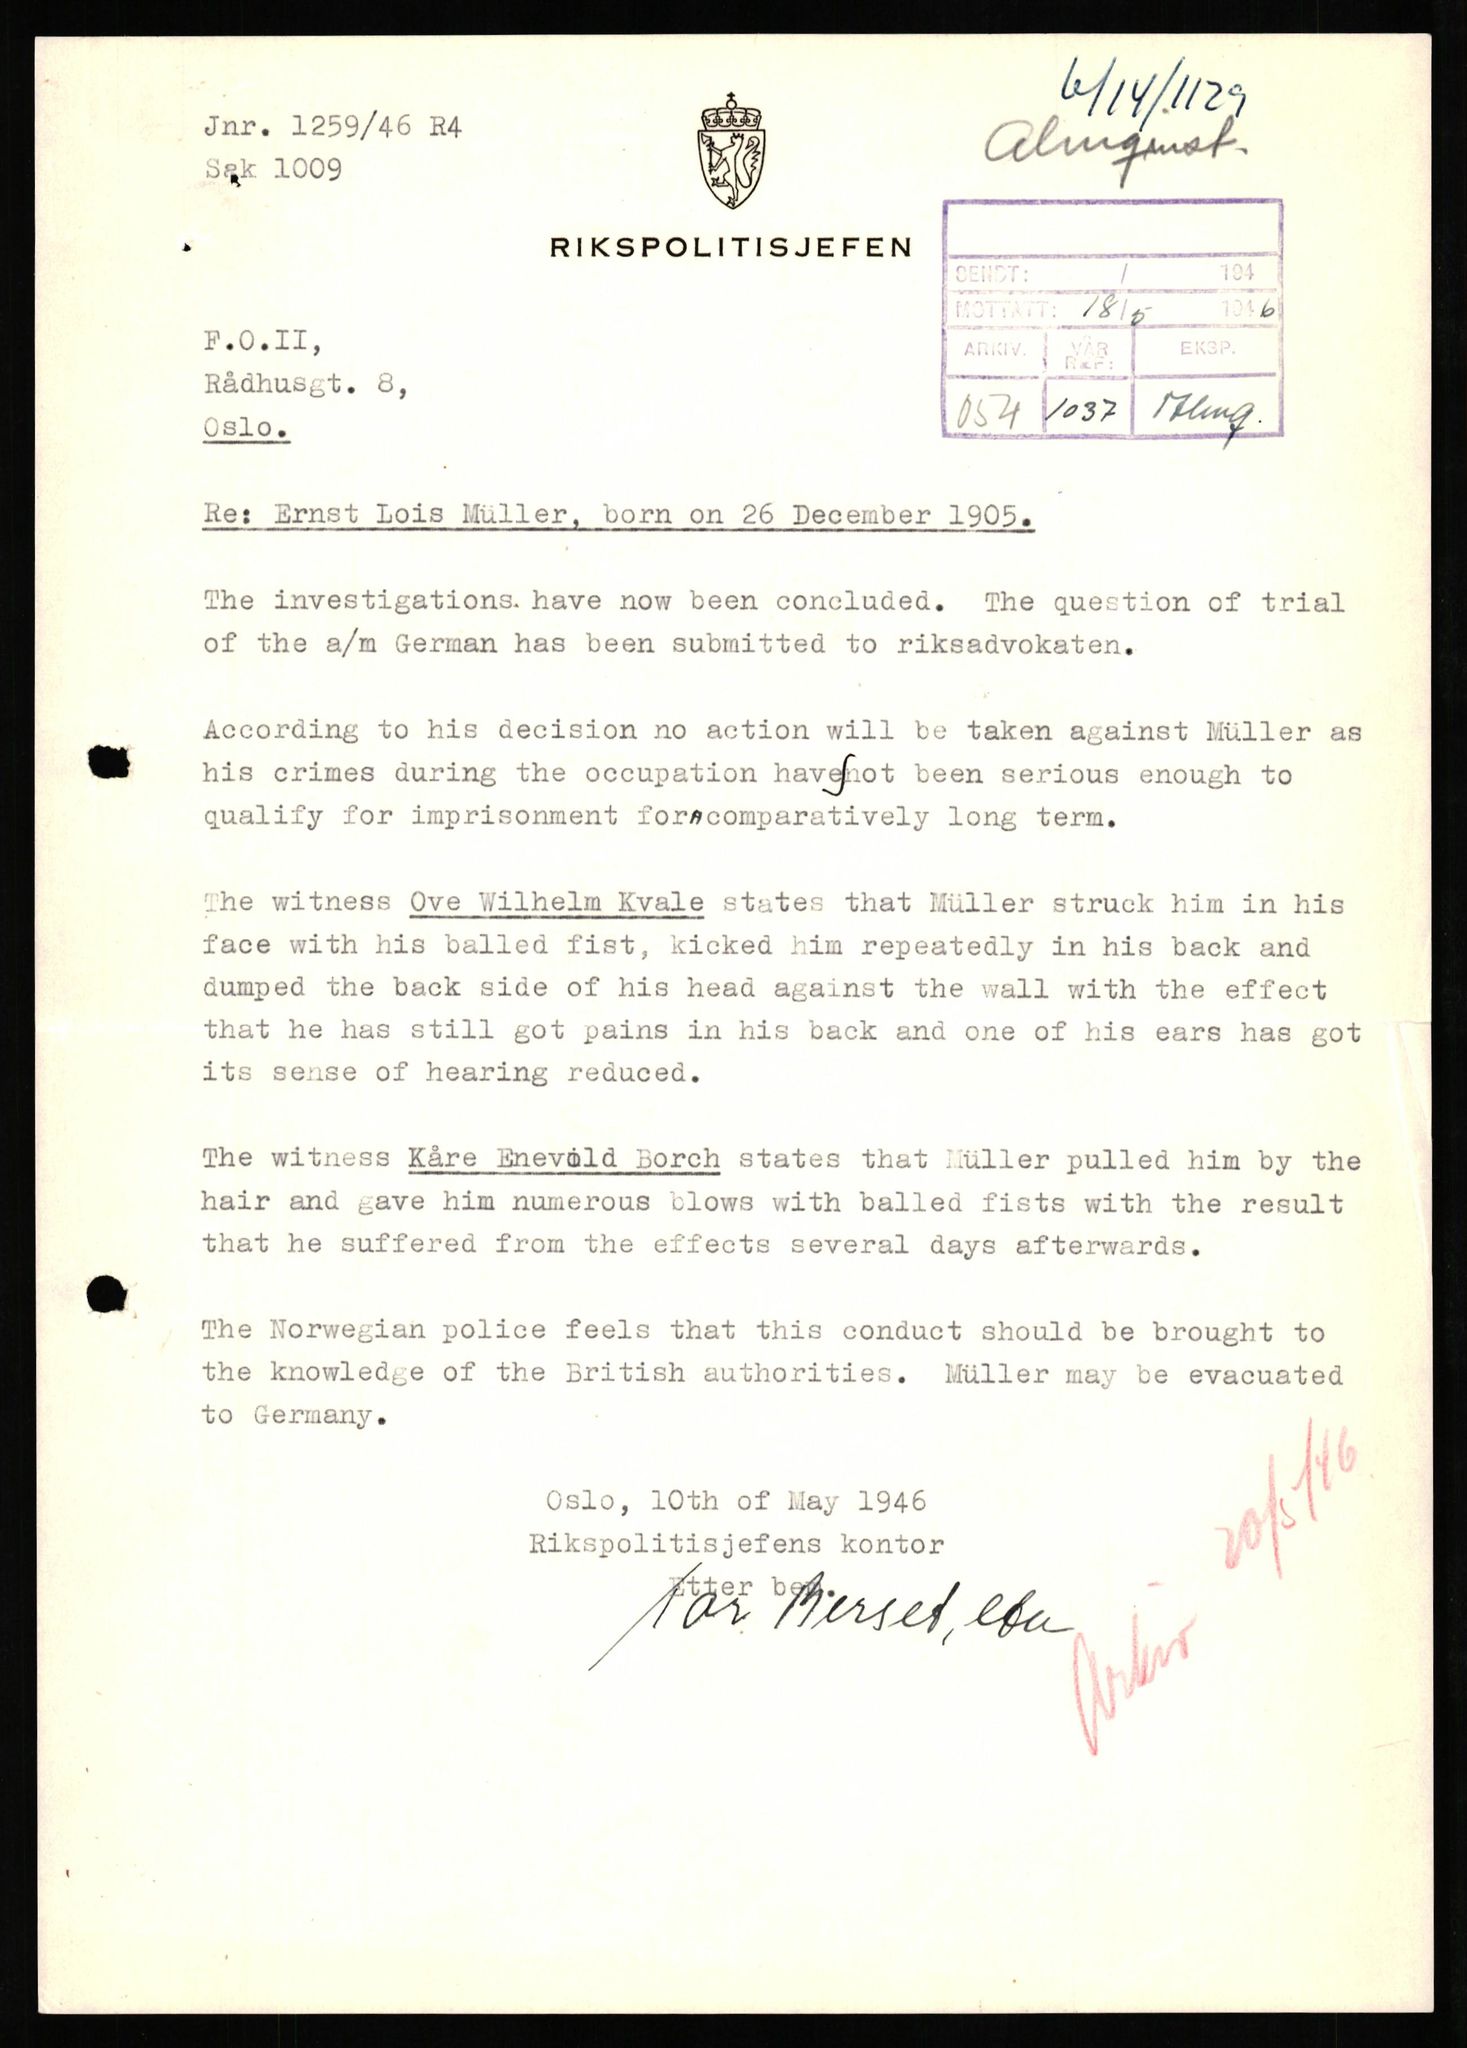 6/14/1129
Almquist.
Jnr. 1259/46 R4
Sak 1009
RIKSPOLITISJEFEN
SENDT: / 194
MOTTATT: 18/5 1946
ARKIV. VÅR REF: EKSP.
054 1037 Almq.
F.O.II,
Rådhusgt. 8,
Oslo.
Re: Ernst Lois Müller, born on 26 December 1905.
The investigations have now been concluded. The question of trial
of the a/m German has been submitted to riksadvokaten.
According to his decision no action will be taken against Müller as
his crimes during the occupation have not been serious enough to
qualify for imprisonment for a comparatively long term.
The witness Ove Wilhelm Kvale states that Müller struck him in his
face with his balled fist, kicked him repeatedly in his back and
dumped the back side of his head against the wall with the effect
that he has still got pains in his back and one of his ears has got
its sense of hearing reduced.
The witness Kåre Enevold Borch states that Müller pulled him by the
hair and gave him numerous blows with balled fists with the result
that he suffered from the effects several days afterwards.
The Norwegian police feels that this conduct should be brought to
the knowledge of the British authorities. Müller may be evacuated
to Germany.
Oslo, 10th of May 1946
Rikspolitisjefens kontor
Etter bem.
Tor Berset,
Arkiv 20/5/46